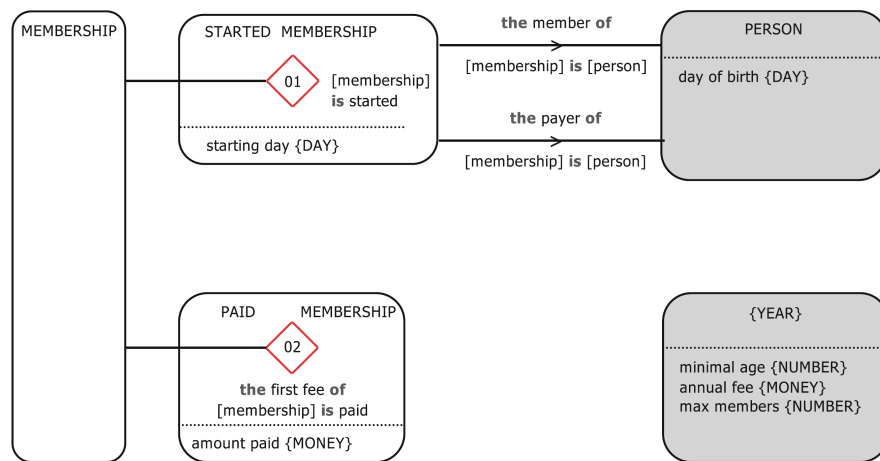 MEMBERSHIP
STARTED MEMBERSHIP
01
[membership]
is started
starting day {DAY}
the member of
[membership] is [person]
the payer of
[membership] is [person]
PERSON
day of birth {DAY}
PAID MEMBERSHIP
02
the first fee of
[membership] is paid
amount paid {MONEY}
{YEAR}
minimal age {NUMBER}
annual fee {MONEY}
max members {NUMBER}